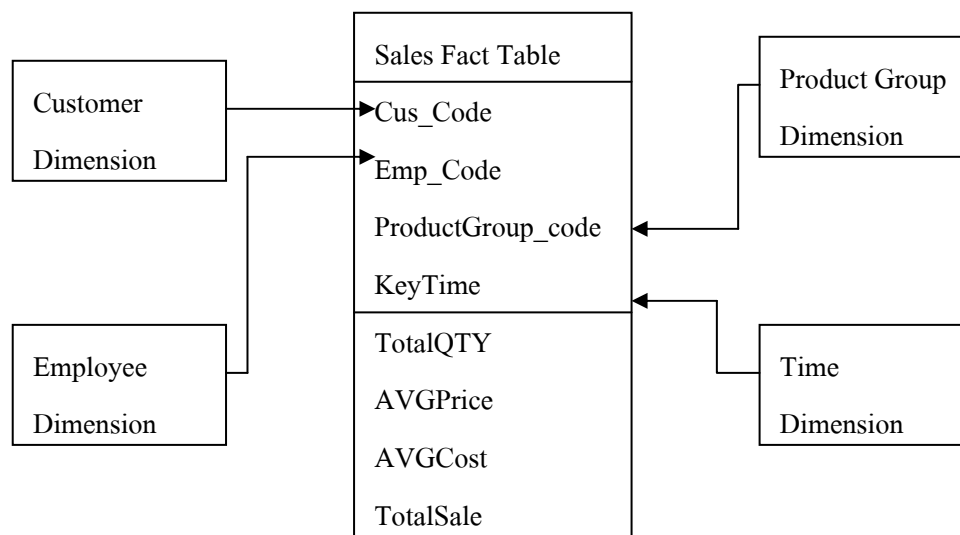 Sales Fact Table
Cus_Code
Emp_Code
ProductGroup_code
KeyTime
TotalQTY
AVGPrice
AVGCost
TotalSale
Customer
Dimension
Employee
Dimension
Product Group
Dimension
Time
Dimension